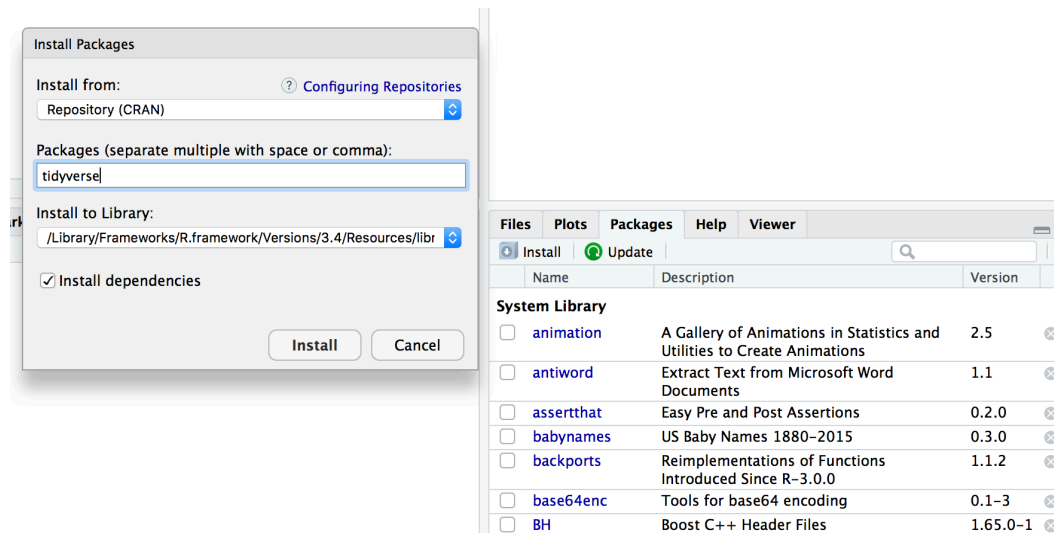 Install Packages
Install from:
? Configuring Repositories
Repository (CRAN)
Packages (separate multiple with space or comma):
tidyverse
Install to Library:
/Library/Frameworks/R.framework/Versions/3.4/Resources/libr
Install dependencies
Install Cancel
Files Plots Packages Help Viewer
Install Update
Name Description Version
System Library
animation A Gallery of Animations in Statistics and 2.5
Utilities to Create Animations
antiword Extract Text from Microsoft Word 1.1
Documents
assertthat Easy Pre and Post Assertions 0.2.0
babynames US Baby Names 1880-2015 0.3.0
backports Reimplementations of Functions 1.1.2
Introduced Since R-3.0.0
base64enc Tools for base64 encoding 0.1-3
BH Boost C++ Header Files 1.65.0-1